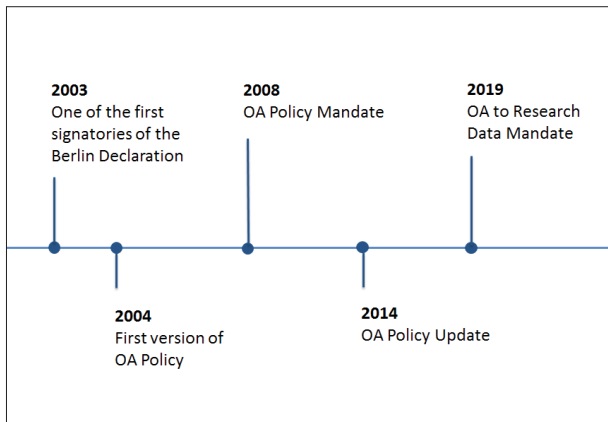 2003
One of the first
signatories of the
Berlin Declaration
2004
First version of
OA Policy
2008
OA Policy Mandate
2014
OA Policy Update
2019
OA to Research
Data Mandate